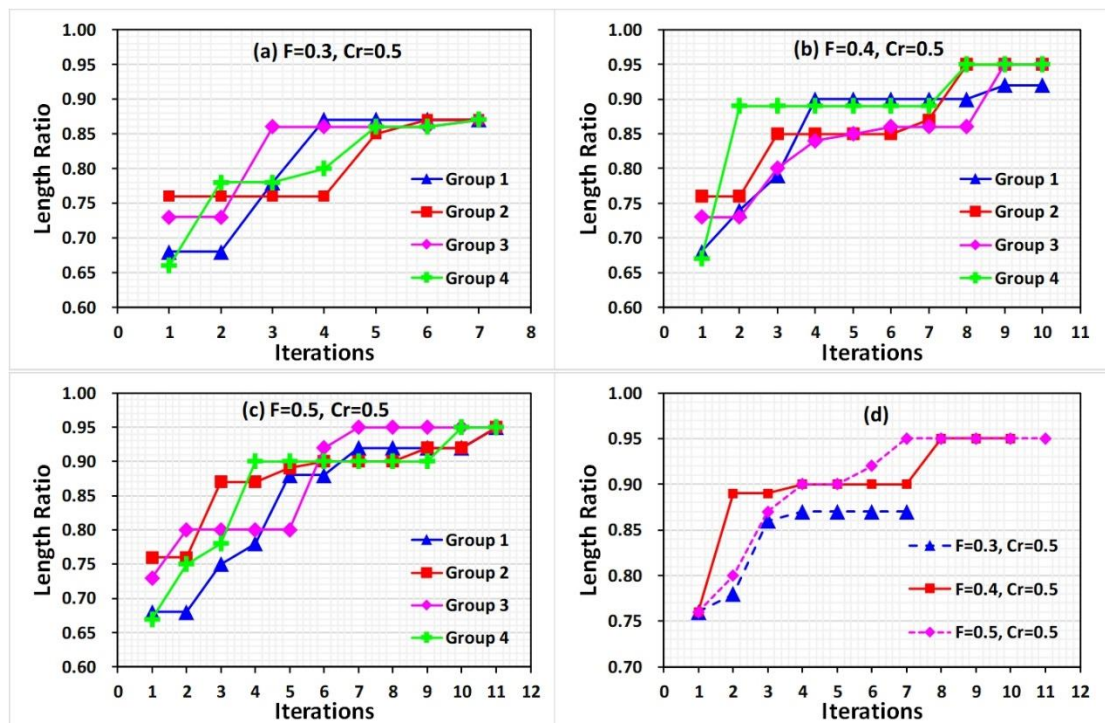 (a) F=0.3, Cr=0.5
Length Ratio
1.00
0.95
0.90
0.85
0.80
0.75
0.70
0.65
0.60
Group 1
Group 2
Group 3
Group 4
0 1 2 3 4 5 6 7 8
Iterations
(b) F=0.4, Cr=0.5
Length Ratio
1.00
0.95
0.90
0.85
0.80
0.75
0.70
0.65
0.60
Group 1
Group 2
Group 3
Group 4
0 1 2 3 4 5 6 7 8 9 10 11
Iterations
(c) F=0.5, Cr=0.5
Length Ratio
1.00
0.95
0.90
0.85
0.80
0.75
0.70
0.65
0.60
Group 1
Group 2
Group 3
Group 4
0 1 2 3 4 5 6 7 8 9 10 11 12
Iterations
(d)
Length Ratio
1.00
0.95
0.90
0.85
0.80
0.75
0.70
F=0.3, Cr=0.5
F=0.4, Cr=0.5
F=0.5, Cr=0.5
0 1 2 3 4 5 6 7 8 9 10 11 12
Iterations